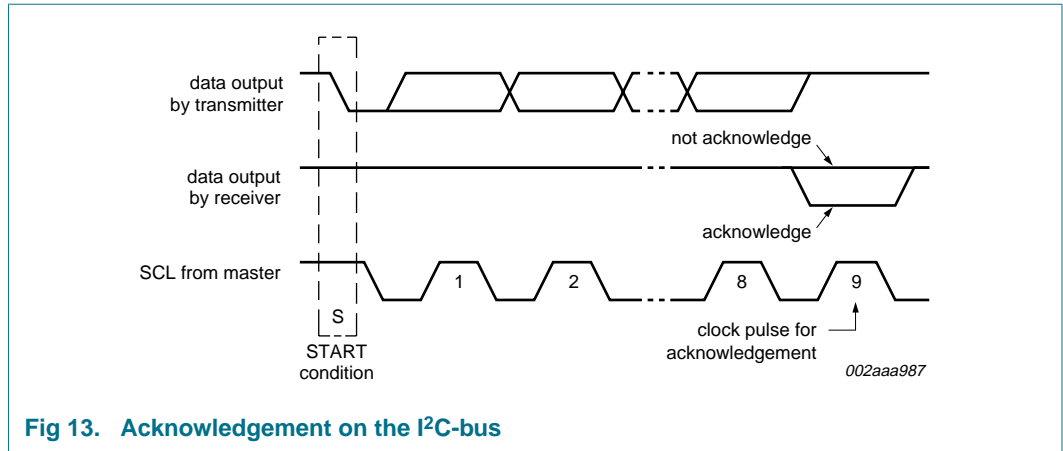 data output
by transmitter
not acknowledge
data output
by receiver
acknowledge
SCL from master
1
2
8
9
S
START
condition
clock pulse for
acknowledgement
002aaa987
Fig 13. Acknowledgement on the I²C-bus